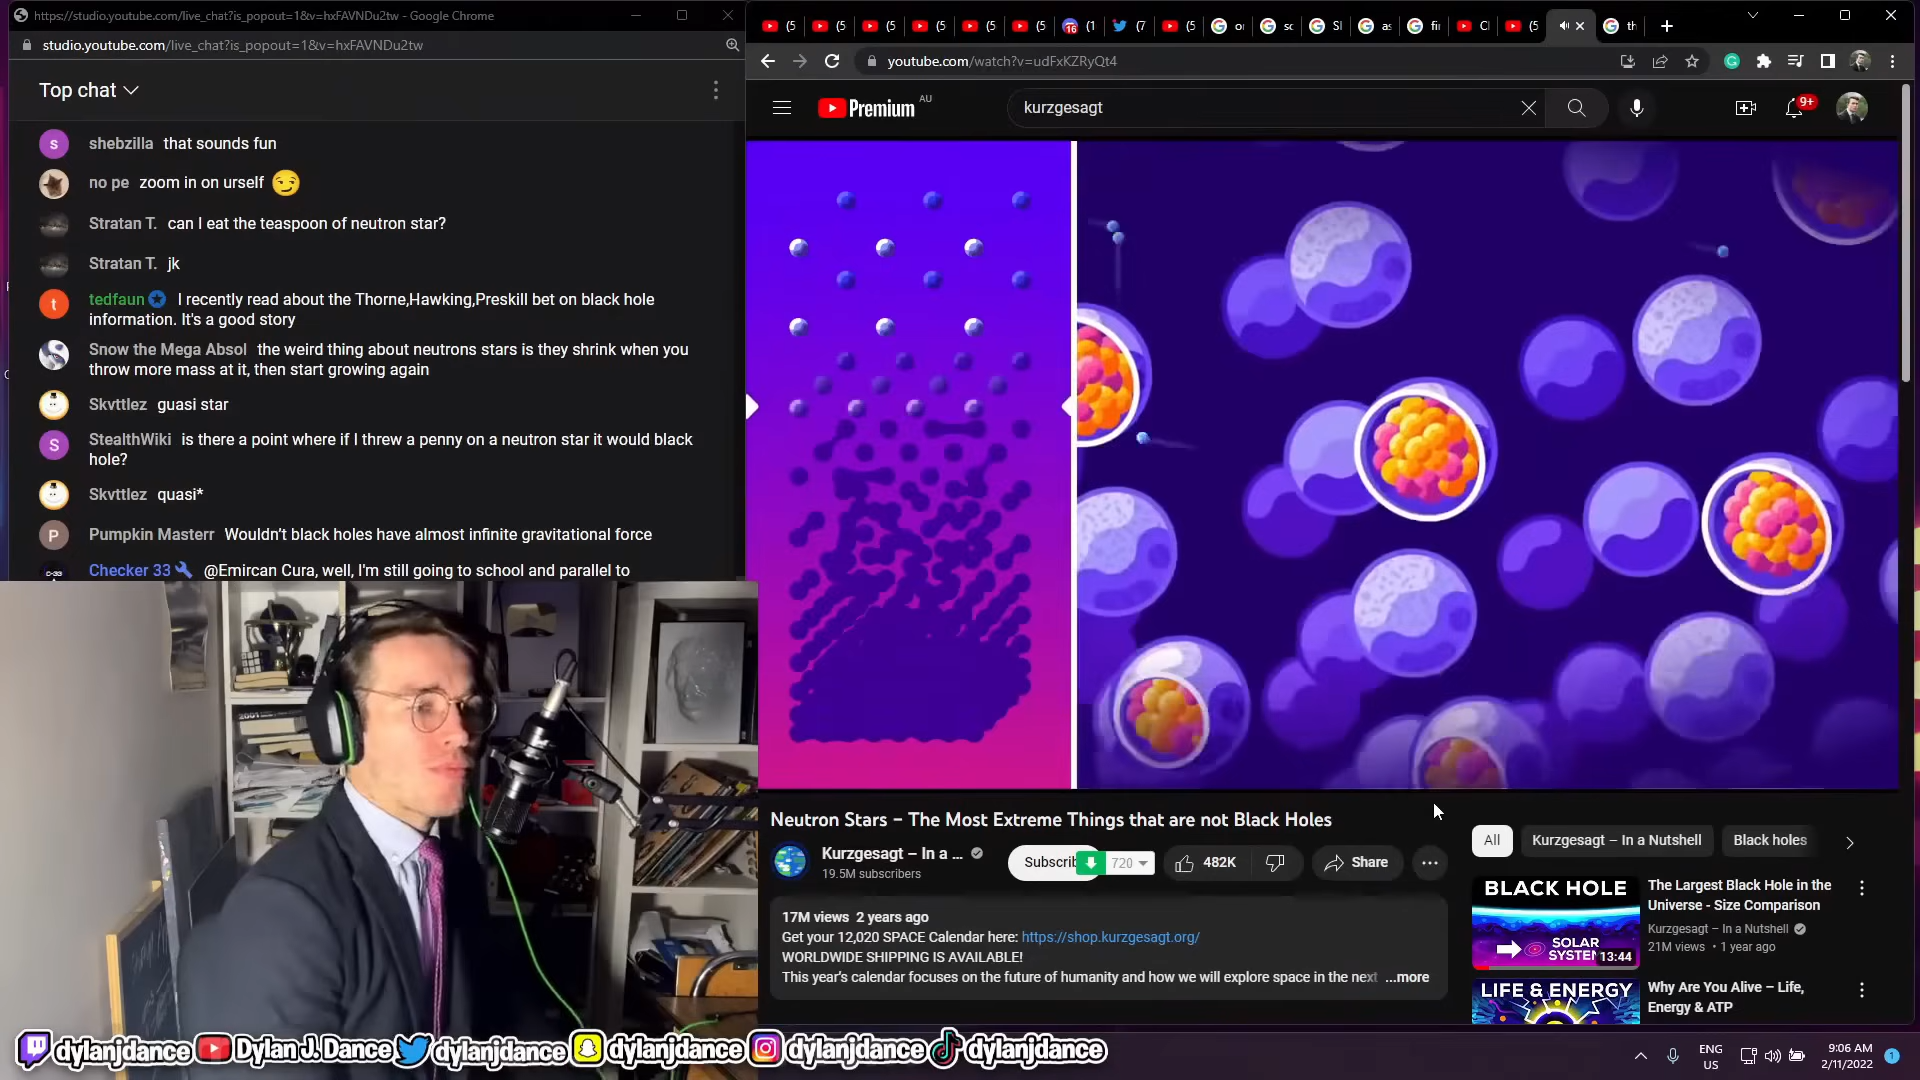 https://studio.youtube.com/live_chat?is_popout=1&v=hxFAVNDu2tw - Google Chrome
studio.youtube.com/live_chat?is_popout=1&v=hxFAVNDu2tw
Top chat
shebzilla that sounds fun
no pe zoom in on urself 😏
Stratan T. can I eat the teaspoon of neutron star?
Stratan T. jk
t
tedfaun I recently read about the Thorne,Hawking,Preskill bet on black hole
information. It's a good story
Snow the Mega Absol the weird thing about neutrons stars is they shrink when you
throw more mass at it, then start growing again
Skvttlez guasi star
S
StealthWiki is there a point where if I threw a penny on a neutron star it would black
hole?
Skvttlez quasi*
P
Pumpkin Masterr Wouldn't black holes have almost infinite gravitational force
Checker 33 @Emircan Cura, well, I'm still going to school and parallel to
youtube.com/watch?v=udFxKZRyQt4
Premium AU
kurzgesagt
9+
Neutron Stars – The Most Extreme Things that are not Black Holes
Kurzgesagt – In a ...
19.5M subscribers
Subscrib
720
482K
Share
17M views 2 years ago
Get your 12,020 SPACE Calendar here: https://shop.kurzgesagt.org/
WORLDWIDE SHIPPING IS AVAILABLE!
This year's calendar focuses on the future of humanity and how we will explore space in the next ...more
All
Kurzgesagt – In a Nutshell
Black holes
BLACK HOLE
SOLAR
SYSTEM
13:44
The Largest Black Hole in the
Universe - Size Comparison
Kurzgesagt – In a Nutshell
21M views • 1 year ago
LIFE & ENERGY
Why Are You Alive – Life,
Energy & ATP
dylanjdance
Dylan J. Dance
dylanjdance
dylanjdance
dylanjdance
dylanjdance
ENG
US
9:06 AM
2/11/2022
1